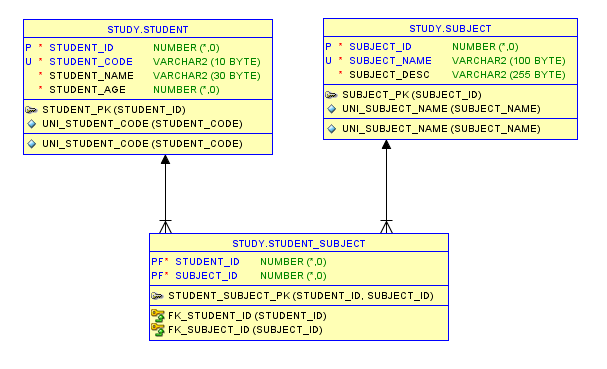 STUDY.STUDENT
P * STUDENT_ID NUMBER (*,0)
U * STUDENT_CODE VARCHAR2 (10 BYTE)
* STUDENT_NAME VARCHAR2 (30 BYTE)
* STUDENT_AGE NUMBER (*,0)
STUDENT_PK (STUDENT_ID)
UNI_STUDENT_CODE (STUDENT_CODE)
UNI_STUDENT_CODE (STUDENT_CODE)
STUDY.SUBJECT
P * SUBJECT_ID NUMBER (*,0)
U * SUBJECT_NAME VARCHAR2 (100 BYTE)
* SUBJECT_DESC VARCHAR2 (255 BYTE)
SUBJECT_PK (SUBJECT_ID)
UNI_SUBJECT_NAME (SUBJECT_NAME)
UNI_SUBJECT_NAME (SUBJECT_NAME)
STUDY.STUDENT_SUBJECT
PF* STUDENT_ID NUMBER (*,0)
PF* SUBJECT_ID NUMBER (*,0)
STUDENT_SUBJECT_PK (STUDENT_ID, SUBJECT_ID)
FK_STUDENT_ID (STUDENT_ID)
FK_SUBJECT_ID (SUBJECT_ID)